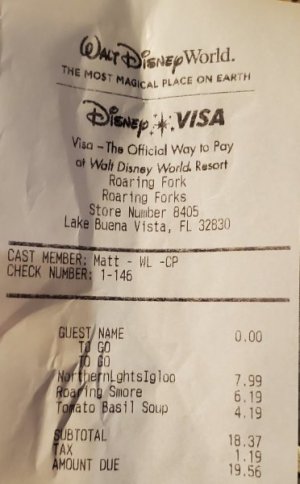 Walt Disney World.
THE MOST MAGICAL PLACE ON EARTH
Disney VISA
Visa - The Official Way to Pay
at Walt Disney World Resort
Roaring Fork
Roaring Forks
Store Number 8405
Lake Buena Vista, FL 32830
CAST MEMBER: Matt - WL -CP
CHECK NUMBER: 1-146
GUEST NAME 0.00
TO GO
TO GO
NorthernLghtsIgloo 7.99
Roaring Smore 6.19
Tomato Basil Soup 4.19
SUBTOTAL 18.37
TAX 1.19
AMOUNT DUE 19.56